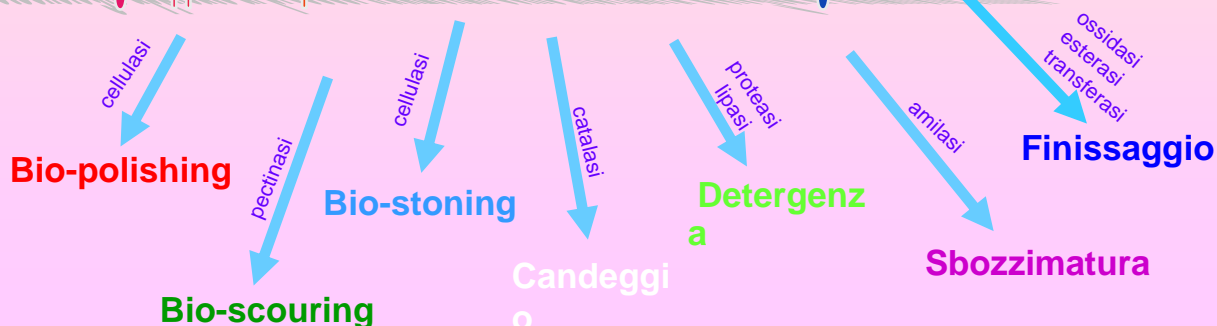 cellulasi
Bio-polishing
pectinasi
Bio-scouring
cellulasi
Bio-stoning
catalasi
Candeggi
o
proteasi
lipasi
Detergenz
a
amilasi
Sbozzimatura
ossidasi
esterasi
transferasi
Finissaggio